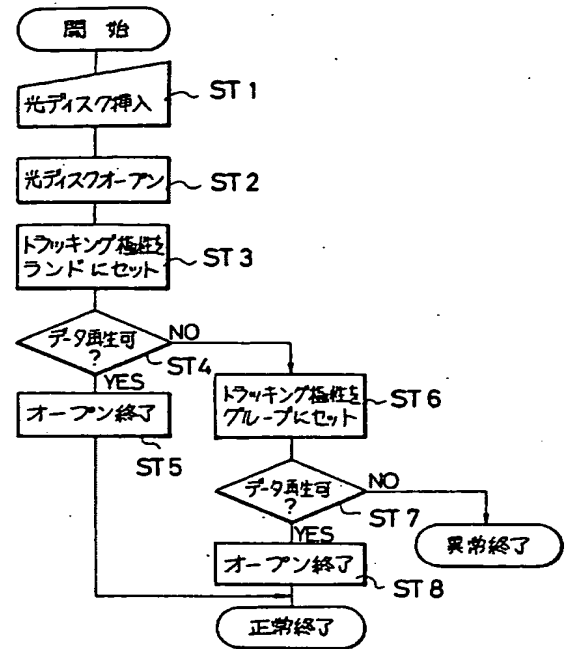 開始
光ディスク挿入
ST1
光ディスクオープン
ST2
トラッキング極性を
ランドにセット
ST3
データ再生可
?
NO
ST4
YES
オープン終了
ST5
トラッキング極性を
グルーブにセット
ST6
データ再生可
?
NO
ST7
YES
異常終了
オープン終了
ST8
正常終了